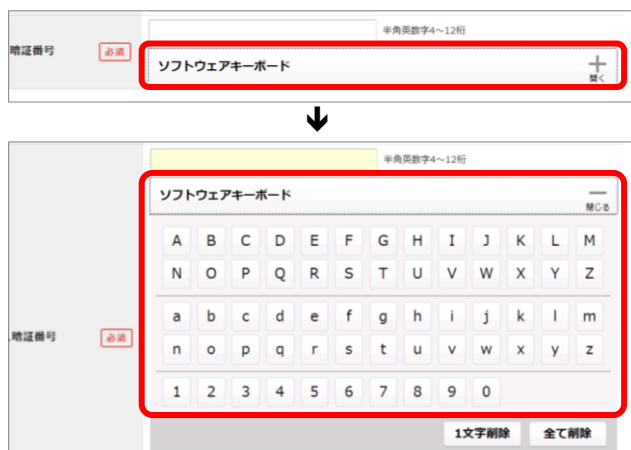 半角英数字4～12桁
暗証番号 必須
ソフトウェアキーボード
開く
半角英数字4～12桁
ソフトウェアキーボード
閉じる
A B C D E F G H I J K L M
N O P Q R S T U V W X Y Z
a b c d e f g h i j k l m
.暗証番号 必須
n o p q r s t u v w x y z
1 2 3 4 5 6 7 8 9 0
1文字削除 全て削除